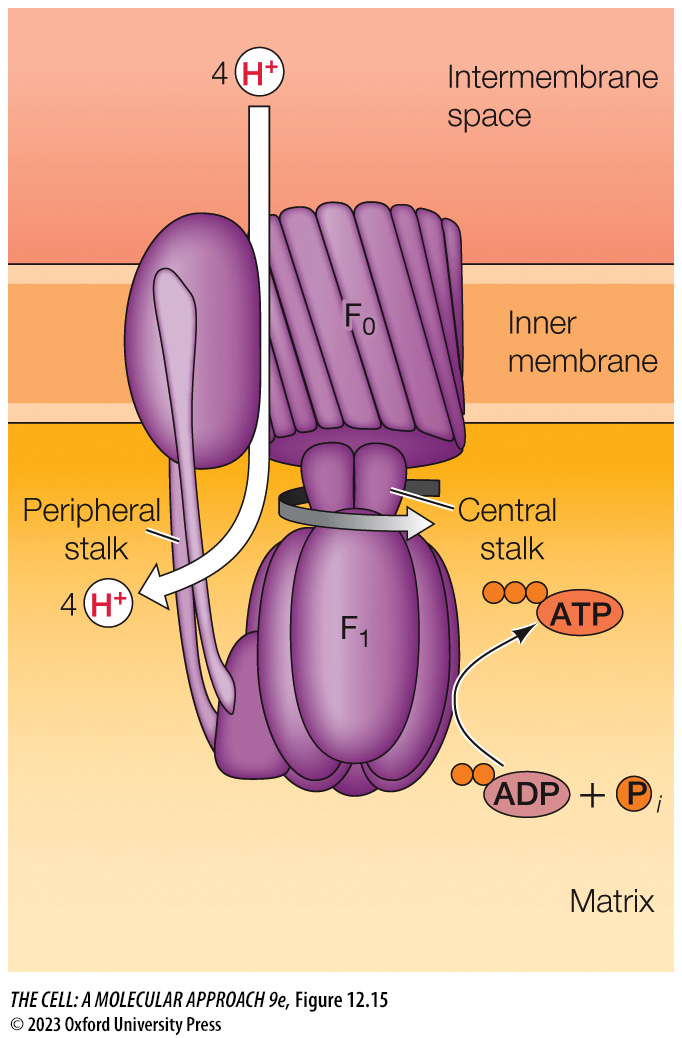 4 H+
Intermembrane
space
F0
Inner
membrane
Peripheral
stalk
Central
stalk
4 H+
F1
ATP
ADP + P i
Matrix
THE CELL: A MOLECULAR APPROACH 9e, Figure 12.15
© 2023 Oxford University Press